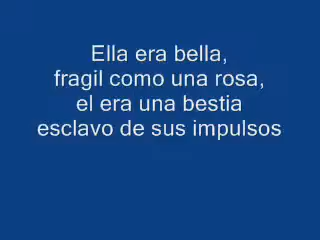 Ella era bella,
fragil como una rosa,
el era una bestia
esclavo de sus impulsos